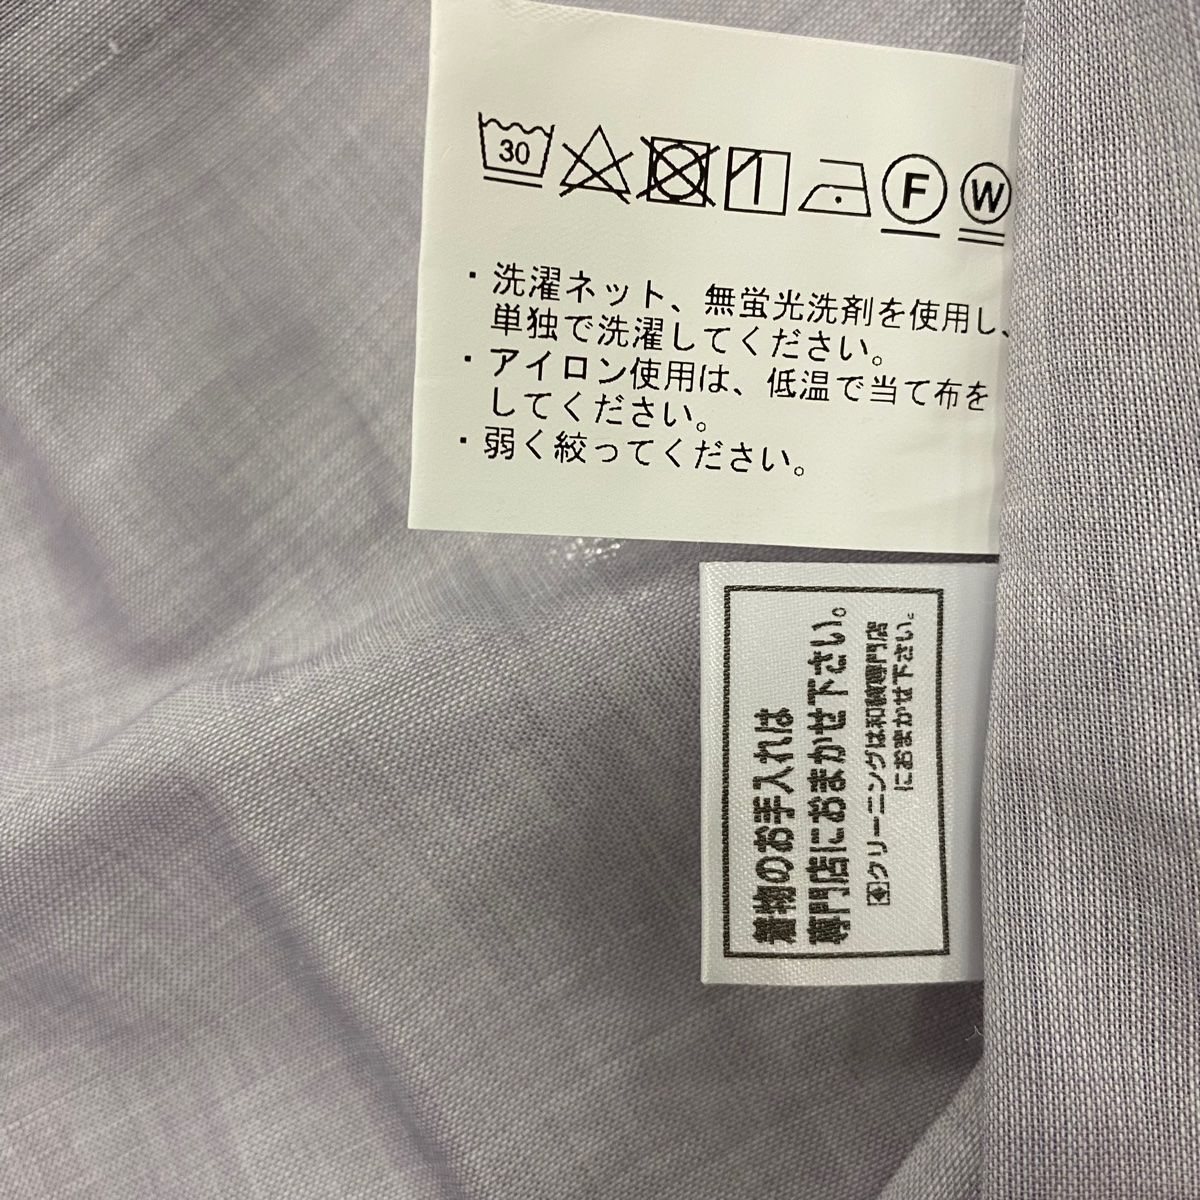 30 F W
・洗濯ネット、無蛍光洗剤を使用し、
単独で洗濯してください。
・アイロン使用は、低温で当て布を
してください。
・弱く絞ってください。
着物のお手入れは
専門店におまかせ下さい。
クリーニングは和装専門店
におまかせ下さい。